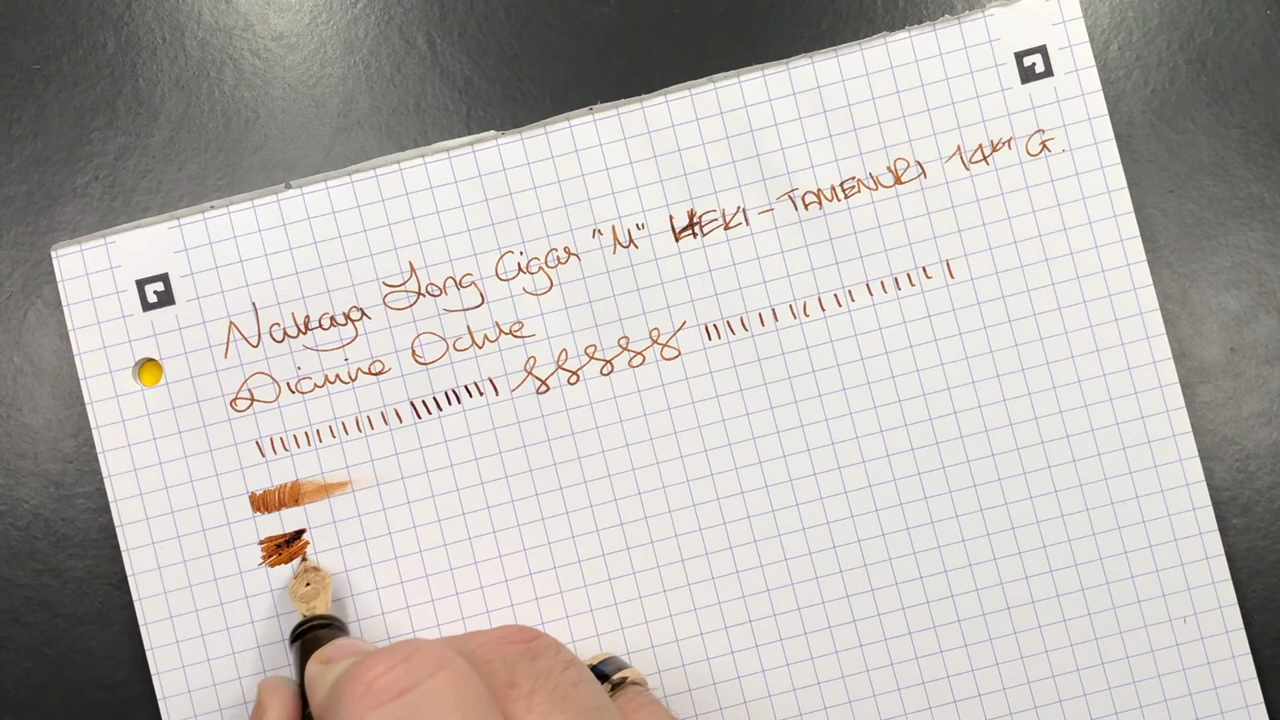 Nakaya Long Cigar "M" HEKI-TAMENURI 14kt G.
Diamine Ochre